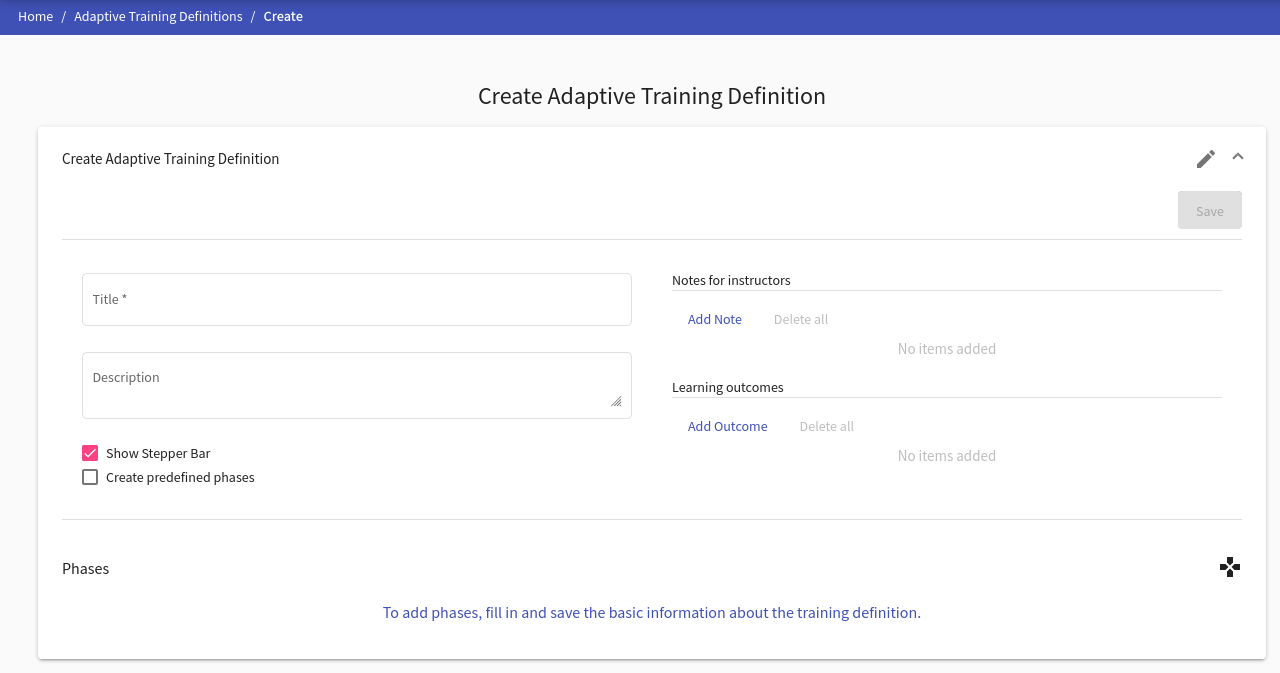 Home / Adaptive Training Definitions / Create
Create Adaptive Training Definition
Create Adaptive Training Definition
Save
Title *
Description
Show Stepper Bar
Create predefined phases
Notes for instructors
Add Note Delete all
No items added
Learning outcomes
Add Outcome Delete all
No items added
Phases
To add phases, fill in and save the basic information about the training definition.